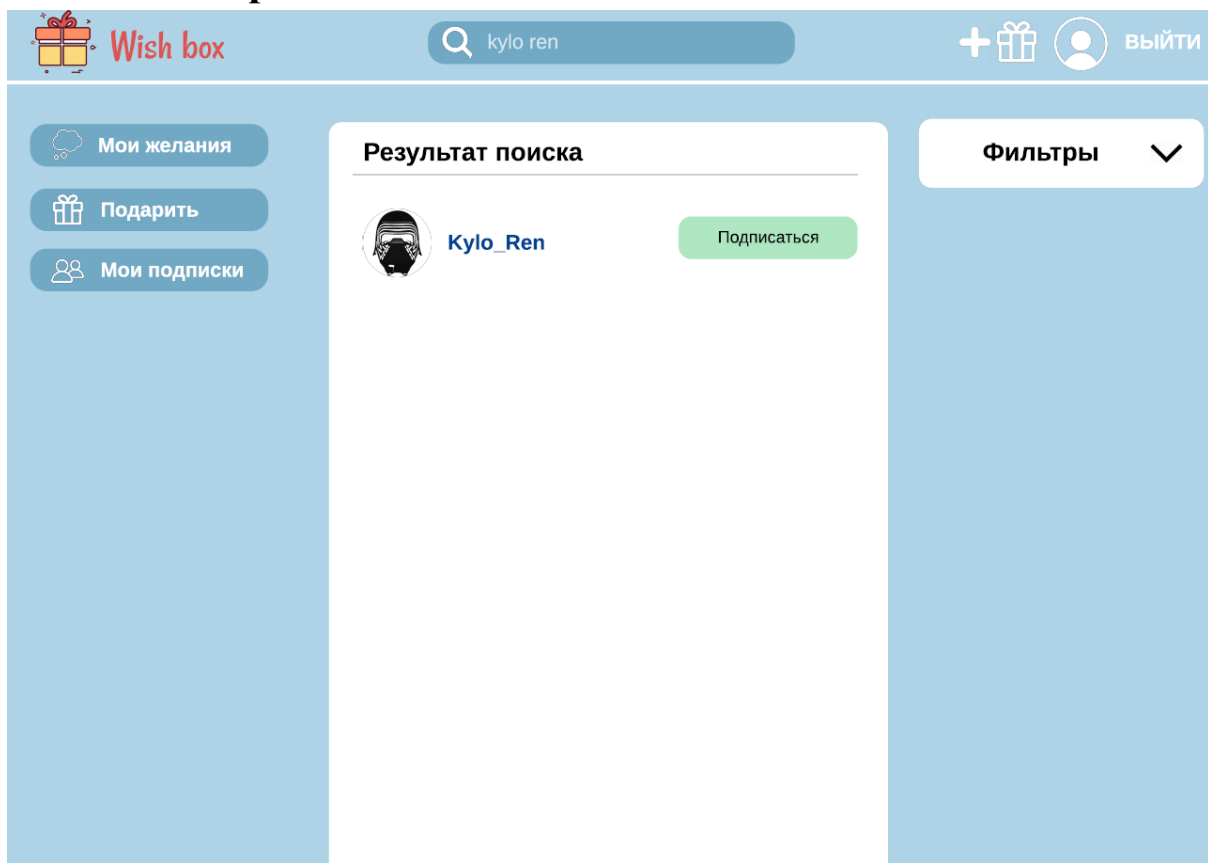 Wish box
kylo ren
ВЫЙТИ
Мои желания
Подарить
Мои подписки
Результат поиска
Kylo_Ren
Подписаться
Фильтры